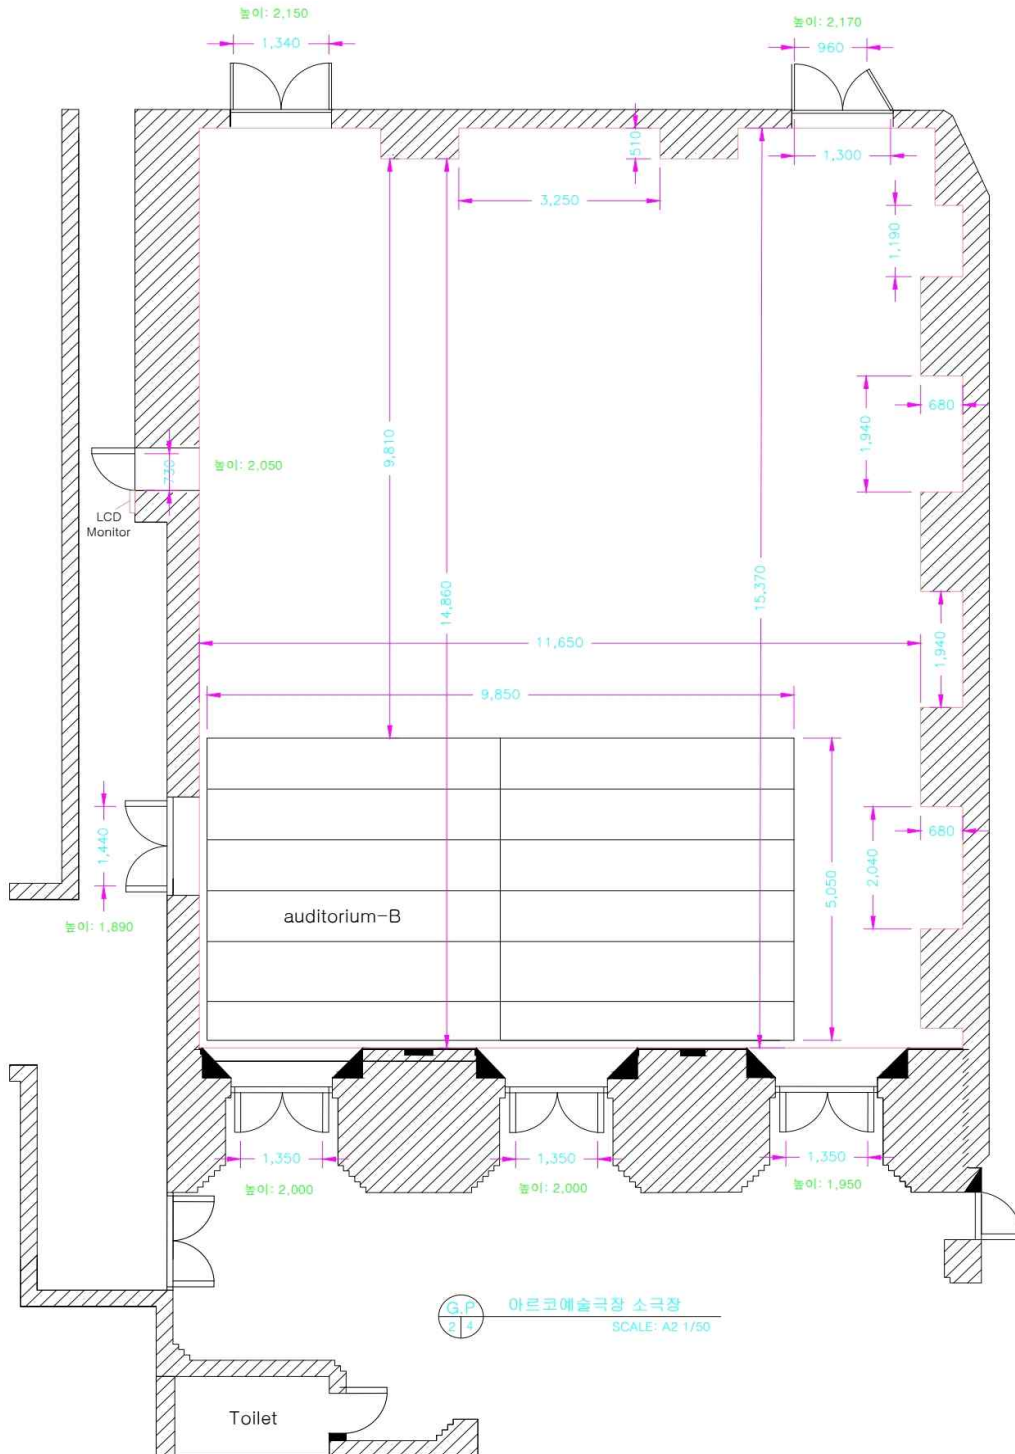 높이: 2,150
1,340
높이: 2,170
960
510
1,300
3,250
1,190
9,810
1,940
680
730
높이: 2,050
LCD
Monitor
14,860
15,370
11,650
1,940
9,850
1,440
높이: 1,890
auditorium-B
5,050
2,040
680
1,350
높이: 2,000
1,350
높이: 2,000
1,350
높이: 1,950
G.P
2 4
아르코예술극장 소극장
SCALE: A2 1/50
Toilet